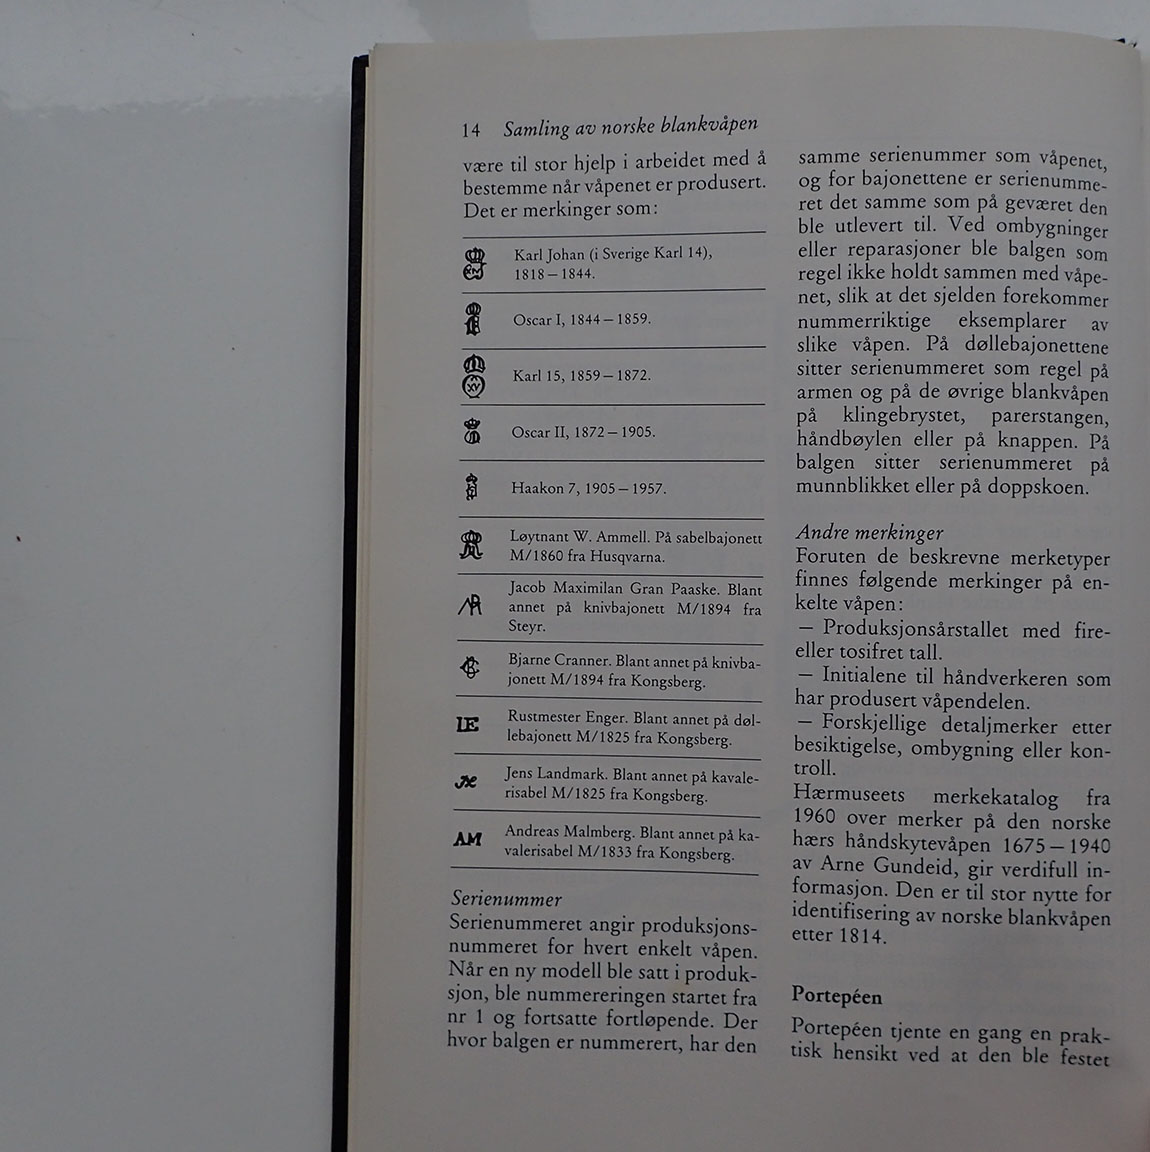 14 Samling av norske blankvåpen
være til stor hjelp i arbeidet med å
bestemme når våpenet er produsert.
Det er merkinger som:
Karl Johan (i Sverige Karl 14),
1818 – 1844.
Oscar I, 1844 – 1859.
XV
Karl 15, 1859 – 1872.
Oscar II, 1872 – 1905.
Haakon 7, 1905 – 1957.
Løytnant W. Ammell. På sabelbajonett
M/1860 fra Husqvarna.
Jacob Maximilan Gran Paaske. Blant
annet på knivbajonett M/1894 fra
Steyr.
Bjarne Cranner. Blant annet på knivba-
jonett M/1894 fra Kongsberg.
IE
Rustmester Enger. Blant annet på døl-
lebajonett M/1825 fra Kongsberg.
Jens Landmark. Blant annet på kavale-
risabel M/1825 fra Kongsberg.
AM
Andreas Malmberg. Blant annet på ka-
valerisabel M/1833 fra Kongsberg.
Serienummer
Serienummeret angir produksjons-
nummeret for hvert enkelt våpen.
Når en ny modell ble satt i produk-
sjon, ble nummereringen startet fra
nr 1 og fortsatte fortløpende. Der
hvor balgen er nummerert, har den
samme serienummer som våpenet,
og for bajonettene er serienumme-
ret det samme som på geværet den
ble utlevert til. Ved ombygninger
eller reparasjoner ble balgen som
regel ikke holdt sammen med våpe-
net, slik at det sjelden forekommer
nummerriktige eksemplarer av
slike våpen. På døllebajonettene
sitter serienummeret som regel på
armen og på de øvrige blankvåpen
på klingebrystet, parerstangen,
håndbøylen eller på knappen. På
balgen sitter serienummeret på
munnblikket eller på doppskoen.
Andre merkinger
Foruten de beskrevne merketyper
finnes følgende merkinger på en-
kelte våpen:
— Produksjonsårstallet med fire-
eller tosifret tall.
— Initialene til håndverkeren som
har produsert våpendelen.
— Forskjellige detaljmerker etter
besiktigelse, ombygning eller kon-
troll.
Hærmuseets merkekatalog fra
1960 over merker på den norske
hærs håndskytevåpen 1675 – 1940
av Arne Gundeid, gir verdifull in-
formasjon. Den er til stor nytte for
identifisering av norske blankvåpen
etter 1814.
Portepéen
Portepéen tjente en gang en prak-
tisk hensikt ved at den ble festet